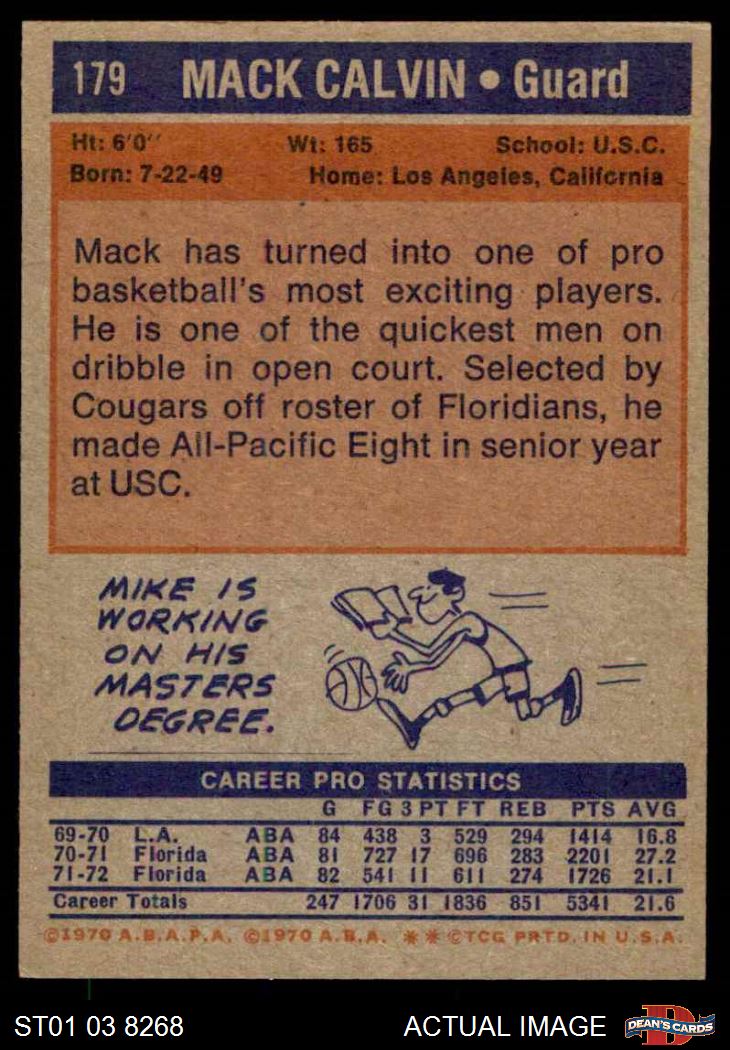 179 MACK CALVIN • Guard
Ht: 6'0'' Wt: 165 School: U.S.C.
Born: 7-22-49 Home: Los Angeles, California
Mack has turned into one of pro
basketball's most exciting players.
He is one of the quickest men on
dribble in open court. Selected by
Cougars off roster of Floridians, he
made All-Pacific Eight in senior year
at USC.
MIKE IS
WORKING
ON HIS
MASTERS
DEGREE.
CAREER PRO STATISTICS
G FG 3 PT FT REB PTS AVG
69-70 L.A. ABA 84 438 3 529 294 1414 16.8
70-71 Florida ABA 81 727 17 696 283 2201 27.2
71-72 Florida ABA 82 541 11 611 274 1726 21.1
Career Totals 247 1706 31 1836 851 5341 21.6
©1970 A.B.A.P.A. ©1970 A.B.A. ** ©TCG PRTD. IN U.S.A.
ST01 03 8268 ACTUAL IMAGE D DEAN'S CARDS